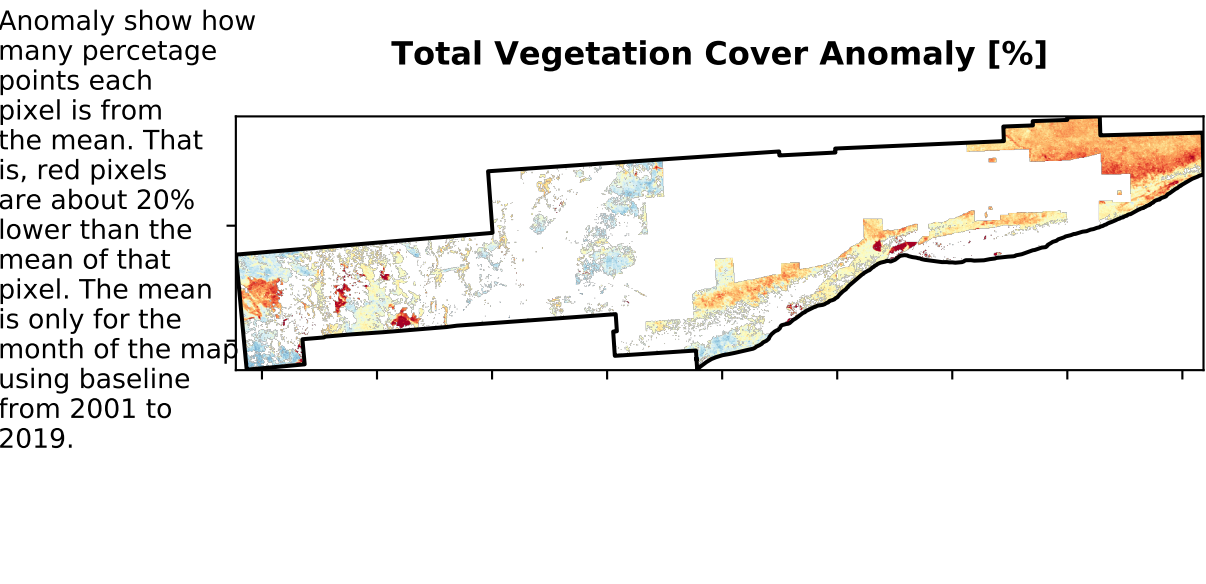 Anomaly show how
many percetage
points each
pixel is from
the mean. That
is, red pixels
are about 20%
lower than the
mean of that
pixel. The mean
is only for the
month of the map
using baseline
from 2001 to
2019.
Total Vegetation Cover Anomaly [%]